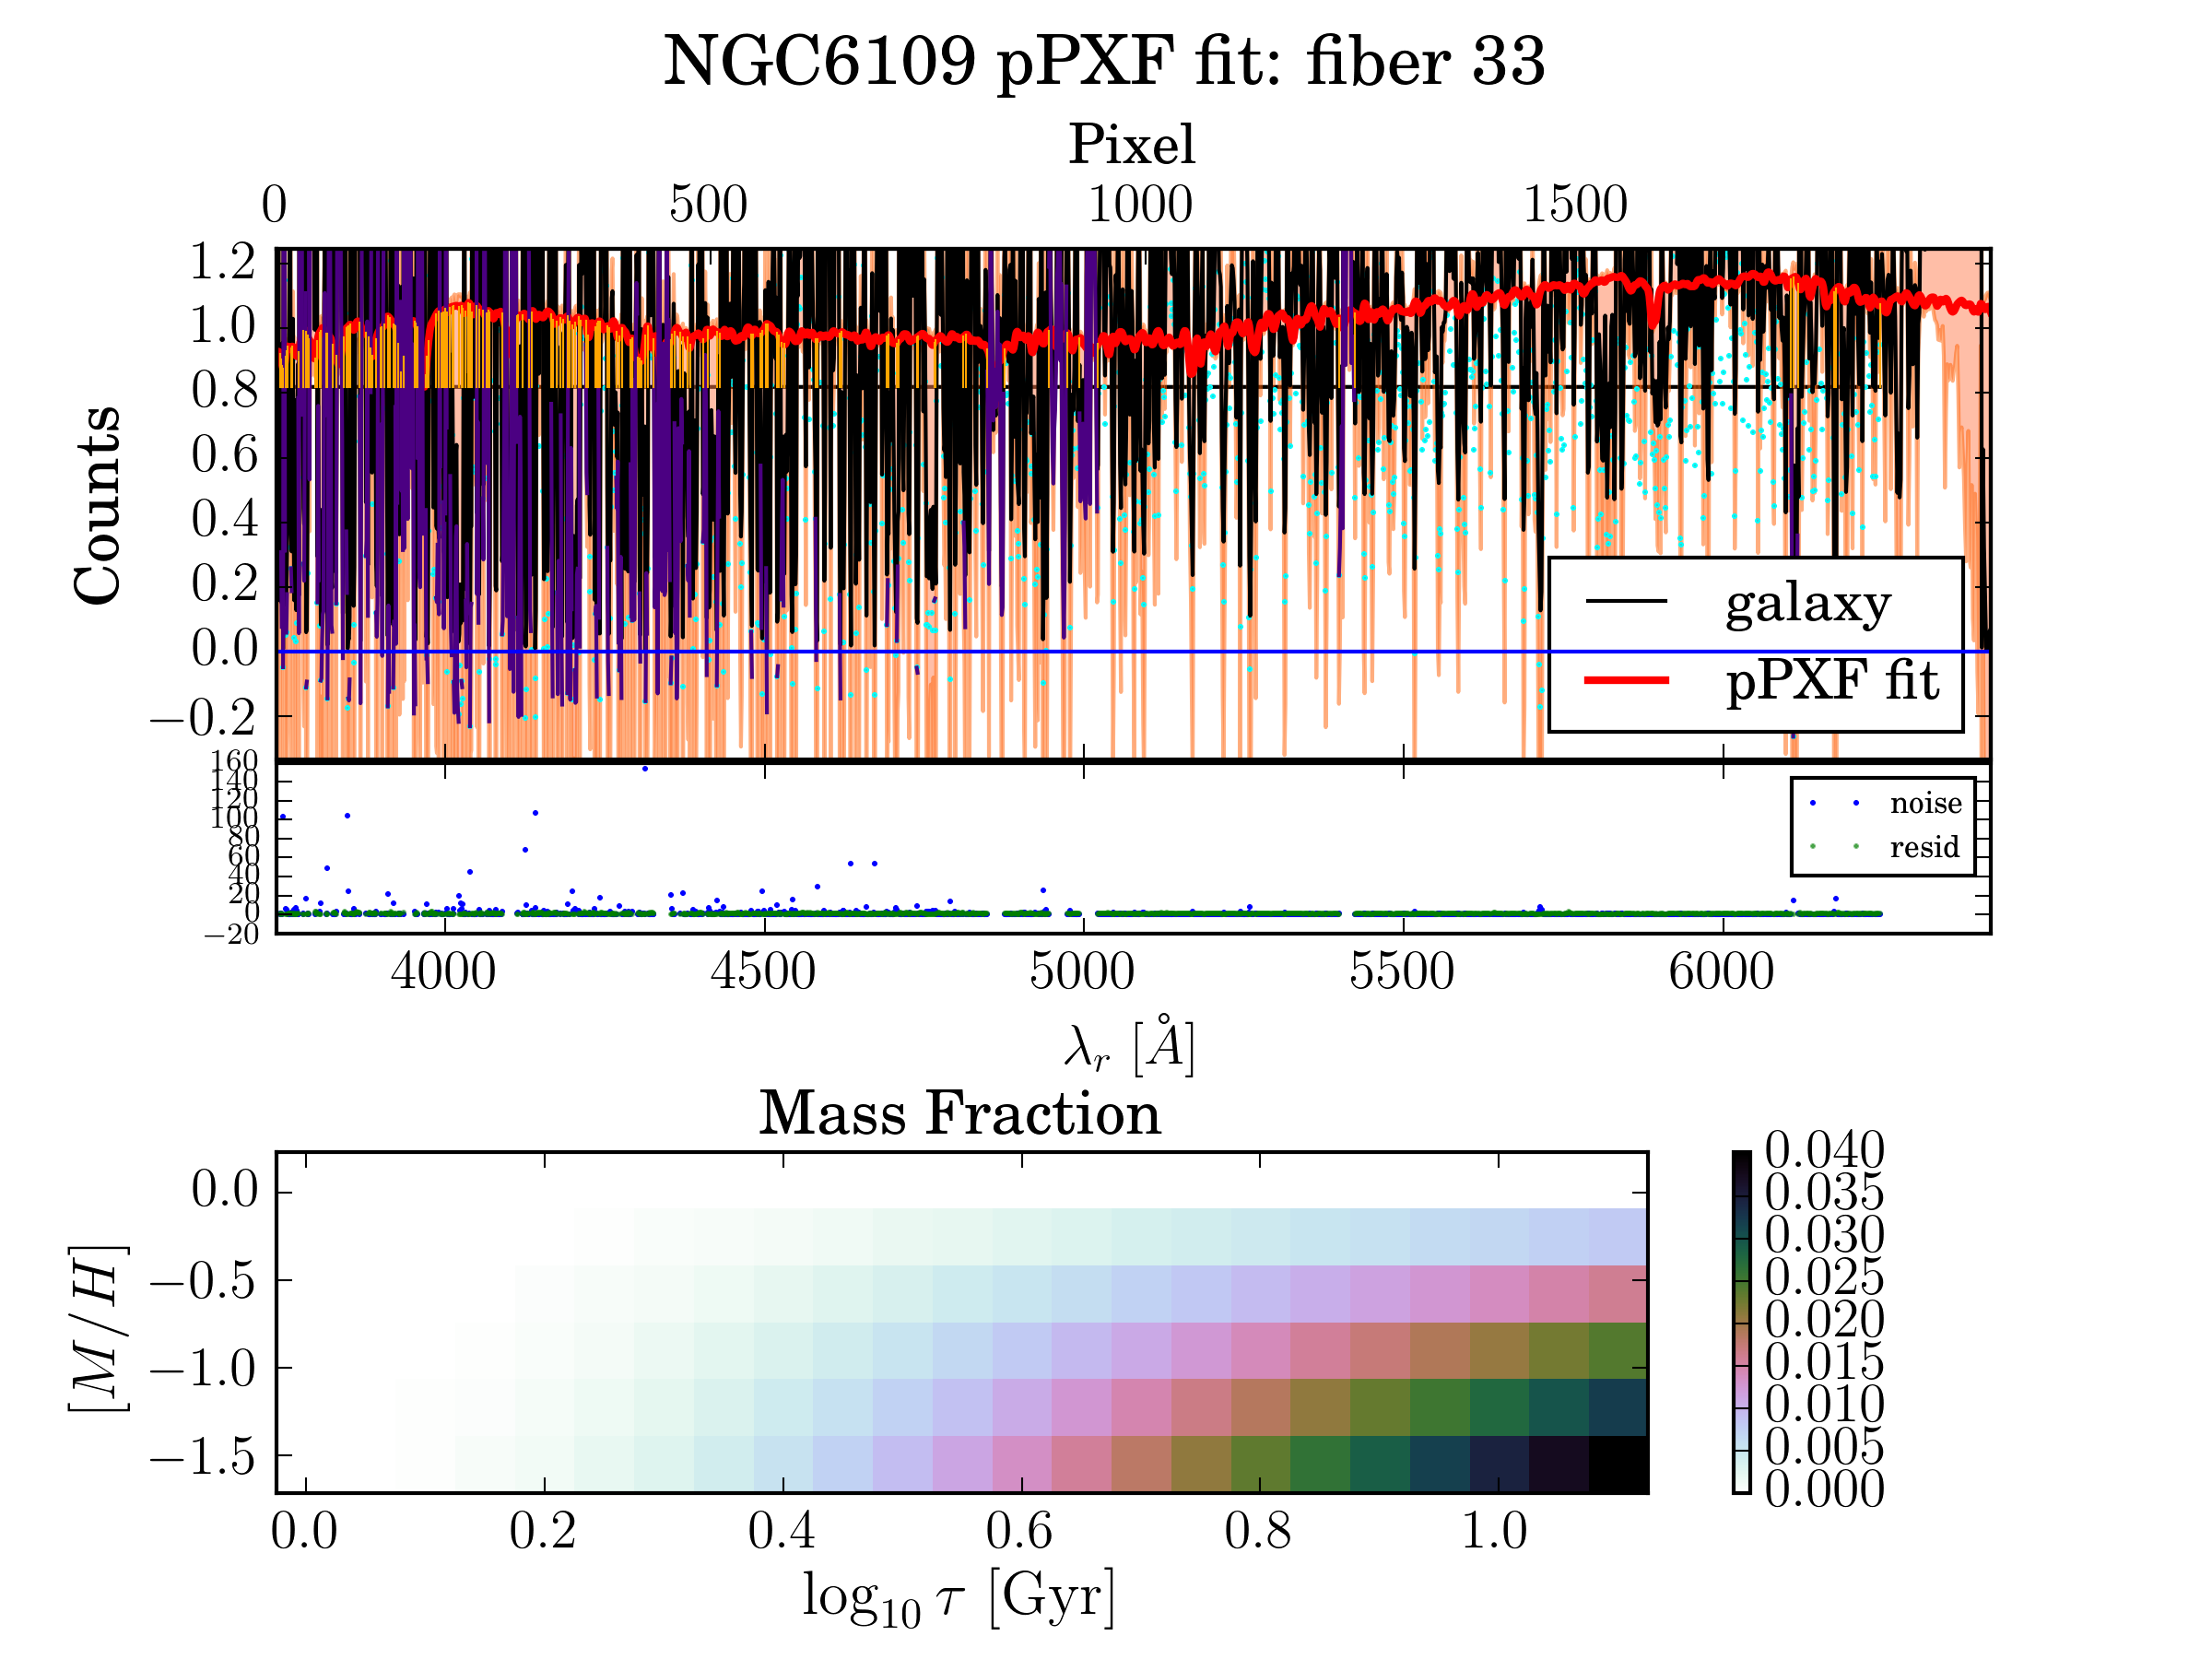 NGC6109 pPXF fit: fiber 33
Pixel
0 500 1000 1500
Counts
1.2
1.0
0.8
0.6
0.4
0.2
0.0
−0.2
galaxy
pPXF fit
160
140
120
100
80
60
40
20
0
−20
noise
resid
4000 4500 5000 5500 6000
λr [Å]
Mass Fraction
[M/H]
0.0
−0.5
−1.0
−1.5
0.0 0.2 0.4 0.6 0.8 1.0
log10 τ [Gyr]
0.040
0.035
0.030
0.025
0.020
0.015
0.010
0.005
0.000